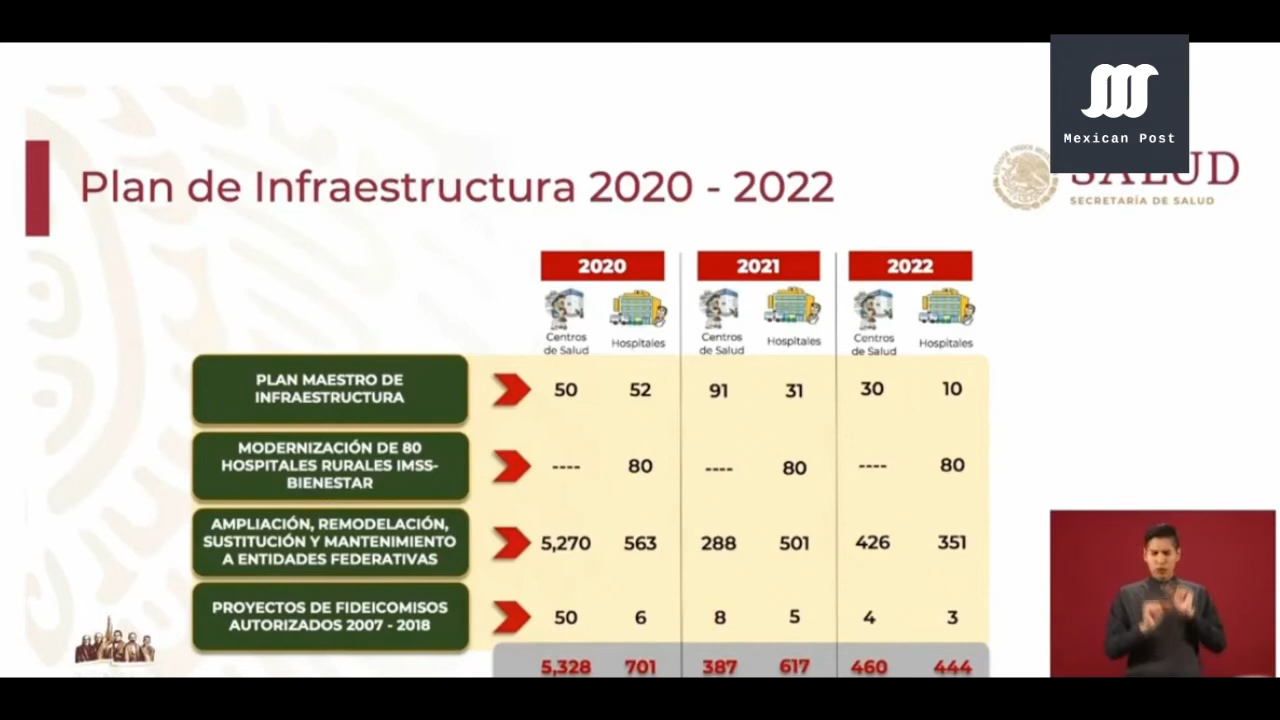 Mexican Post
SALUD
SECRETARÍA DE SALUD
Plan de Infraestructura 2020 - 2022
2020 2021 2022
Centros de Salud Hospitales Centros de Salud Hospitales Centros de Salud Hospitales
PLAN MAESTRO DE
INFRAESTRUCTURA
50 52 91 31 30 10
MODERNIZACIÓN DE 80
HOSPITALES RURALES IMSS-
BIENESTAR
---- 80 ---- 80 ---- 80
AMPLIACIÓN, REMODELACIÓN,
SUSTITUCIÓN Y MANTENIMIENTO
A ENTIDADES FEDERATIVAS
5,270 563 288 501 426 351
PROYECTOS DE FIDEICOMISOS
AUTORIZADOS 2007 - 2018
50 6 8 5 4 3
5,328 701 387 617 460 444